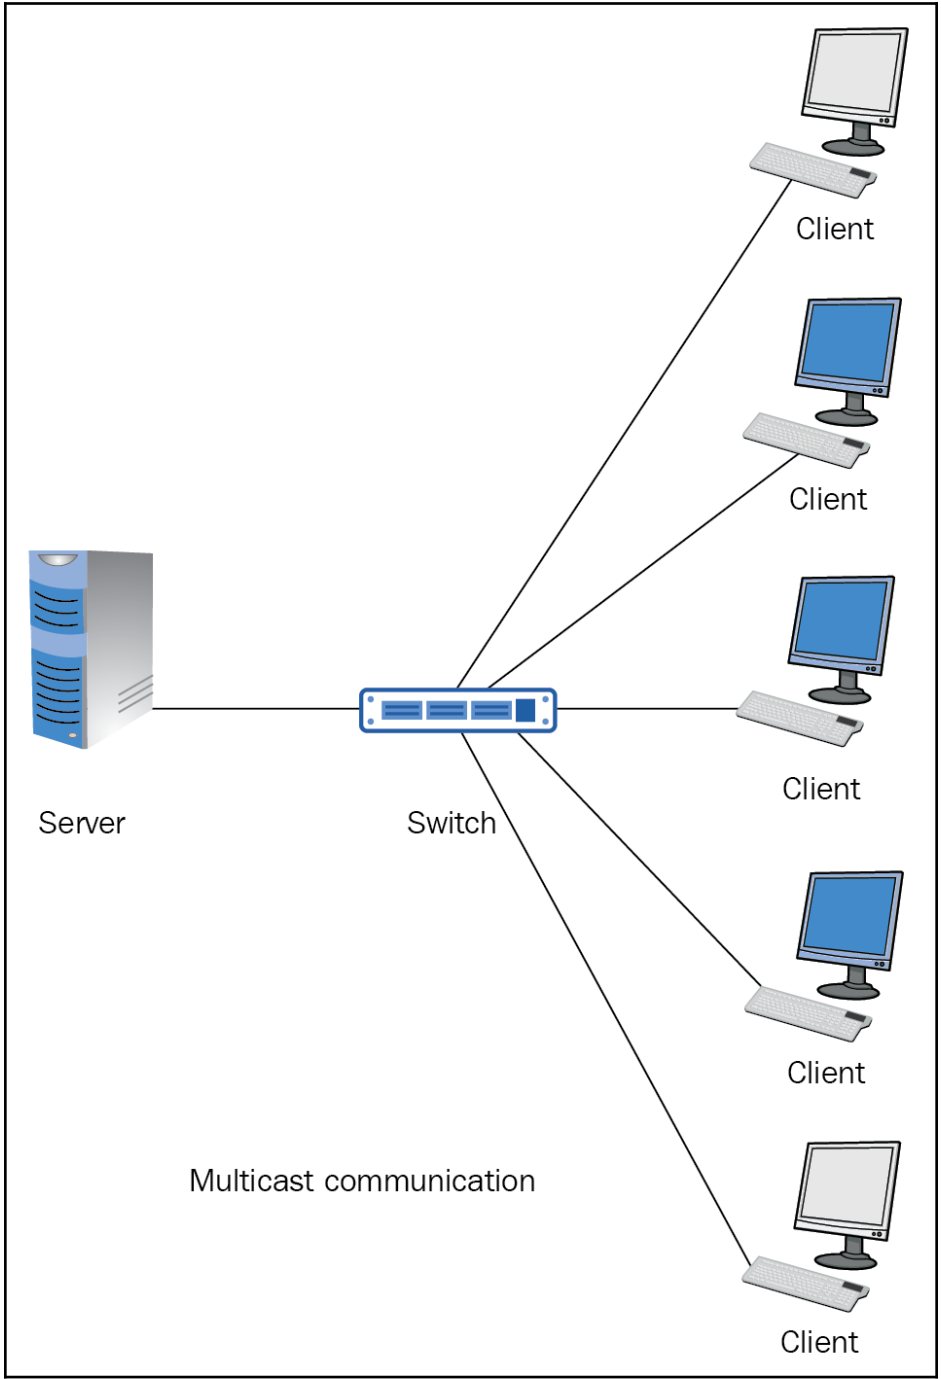 Client
Client
Client
Server
Switch
Client
Multicast communication
Client